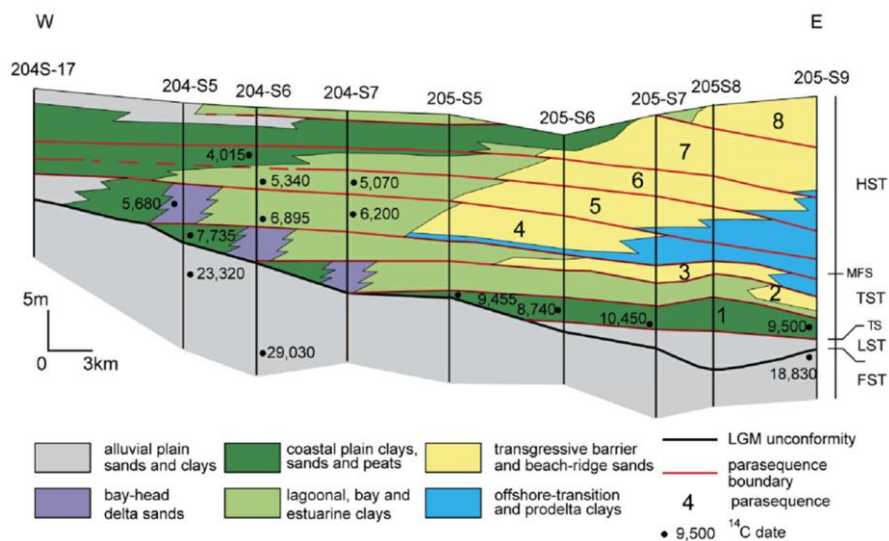 W
E
204S-17
204-S5
204-S6
204-S7
205-S5
205-S6
205-S7
205S8
205-S9
8
7
4,015
6
5,340
5,070
HST
5
5,680
6,895
6,200
4
7,735
3
MFS
23,320
2
TST
5m
9,455
8,740
10,450
1
9,500
TS
LST
0
3km
29,030
18,830
FST
alluvial plain
sands and clays
coastal plain clays,
sands and peats
transgressive barrier
and beach-ridge sands
LGM unconformity
parasequence
boundary
bay-head
delta sands
lagoonal, bay and
estuarine clays
offshore-transition
and prodelta clays
4 parasequence
9,500 14C date